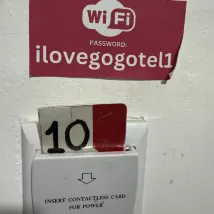 WiFi
PASSWORD:
ilovegogotel1
10
INSERT CONTACTLESS CARD
FOR POWER